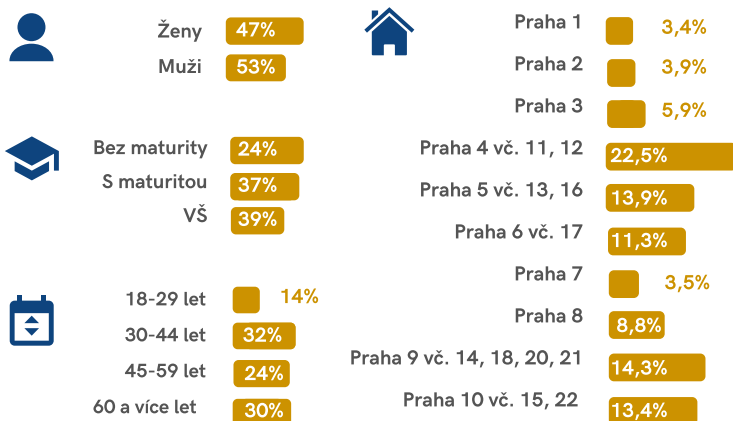 Ženy 47%
Muži 53%
Bez maturity 24%
S maturitou 37%
VŠ 39%
18-29 let 14%
30-44 let 32%
45-59 let 24%
60 a více let 30%
Praha 1 3,4%
Praha 2 3,9%
Praha 3 5,9%
Praha 4 vč. 11, 12 22,5%
Praha 5 vč. 13, 16 13,9%
Praha 6 vč. 17 11,3%
Praha 7 3,5%
Praha 8 8,8%
Praha 9 vč. 14, 18, 20, 21 14,3%
Praha 10 vč. 15, 22 13,4%